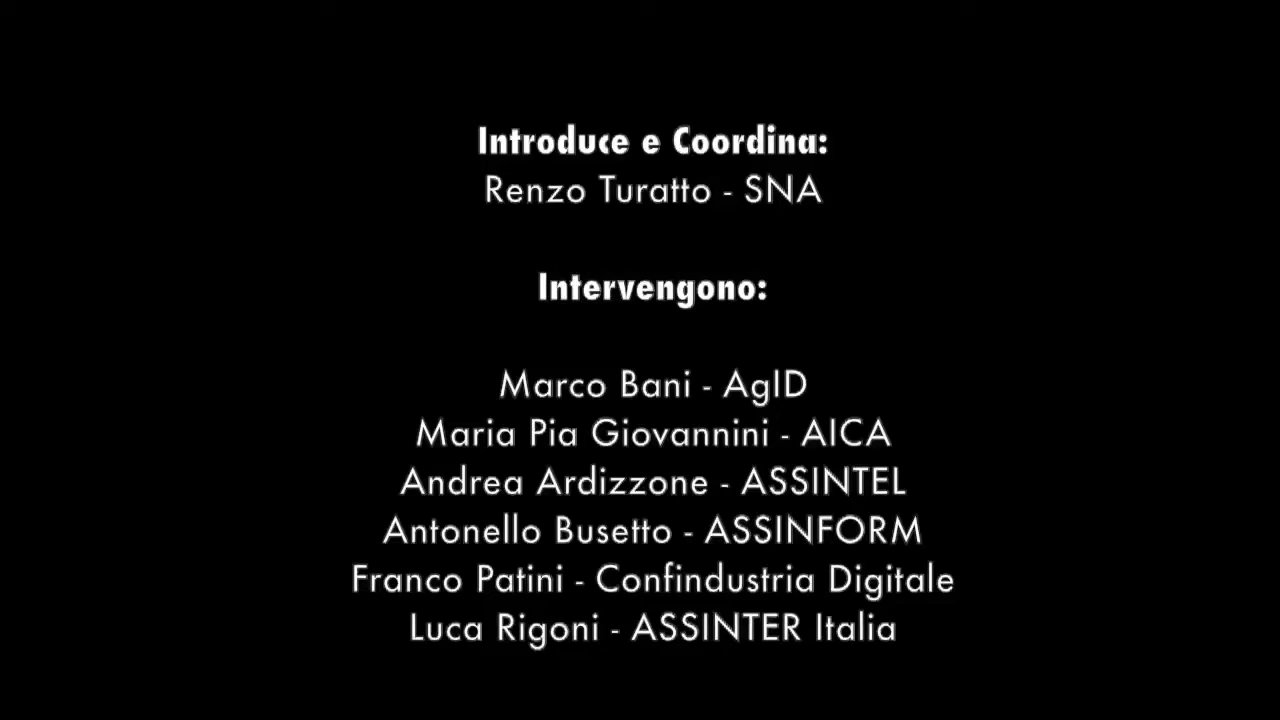 Introduce e Coordina:
Renzo Turatto - SNA
Intervengono:
Marco Bani - AgID
Maria Pia Giovannini - AICA
Andrea Ardizzone - ASSINTEL
Antonello Busetto - ASSINFORM
Franco Patini - Confindustria Digitale
Luca Rigoni - ASSINTER Italia